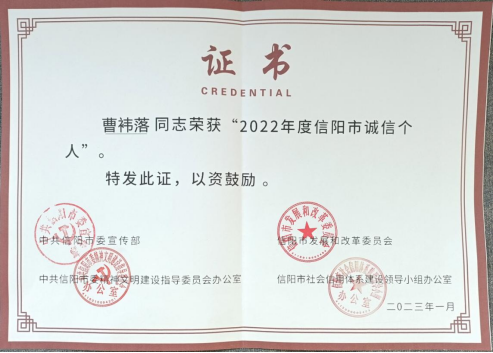 证书
CREDENTIAL
曹祎落 同志荣获“2022年度信阳市诚信个
人”。
特发此证，以资鼓励。
中共信阳市委宣传部
信阳市发展和改革委员会
中共信阳市委精神文明建设指导委员会办公室
信阳市社会信用体系建设领导小组办公室
二〇二三年一月